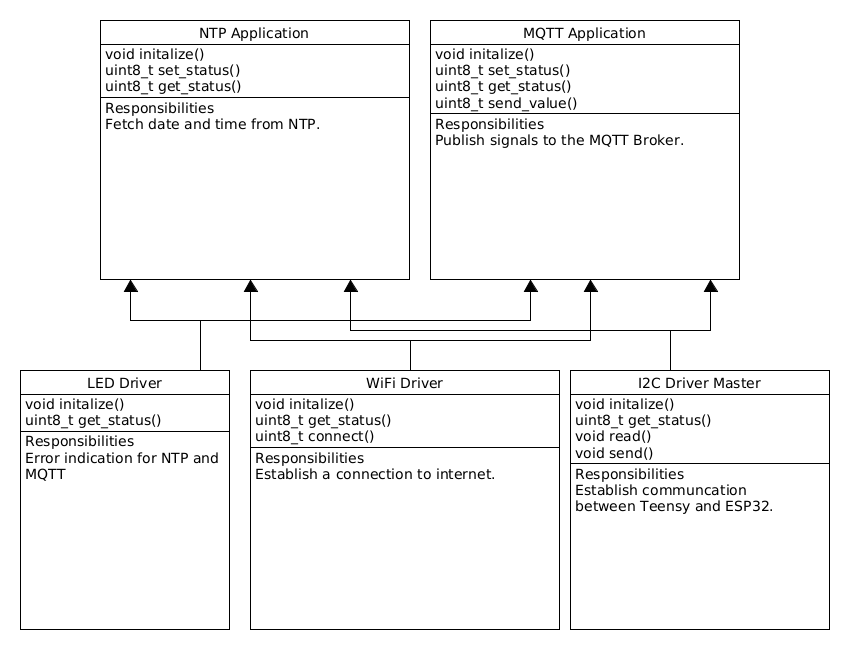 NTP Application
void initalize()
uint8_t set_status()
uint8_t get_status()
Responsibilities
Fetch date and time from NTP.
MQTT Application
void initalize()
uint8_t set_status()
uint8_t get_status()
uint8_t send_value()
Responsibilities
Publish signals to the MQTT Broker.
LED Driver
void initalize()
uint8_t get_status()
Responsibilities
Error indication for NTP and
MQTT
WiFi Driver
void initalize()
uint8_t get_status()
uint8_t connect()
Responsibilities
Establish a connection to internet.
I2C Driver Master
void initalize()
uint8_t get_status()
void read()
void send()
Responsibilities
Establish communcation
between Teensy and ESP32.